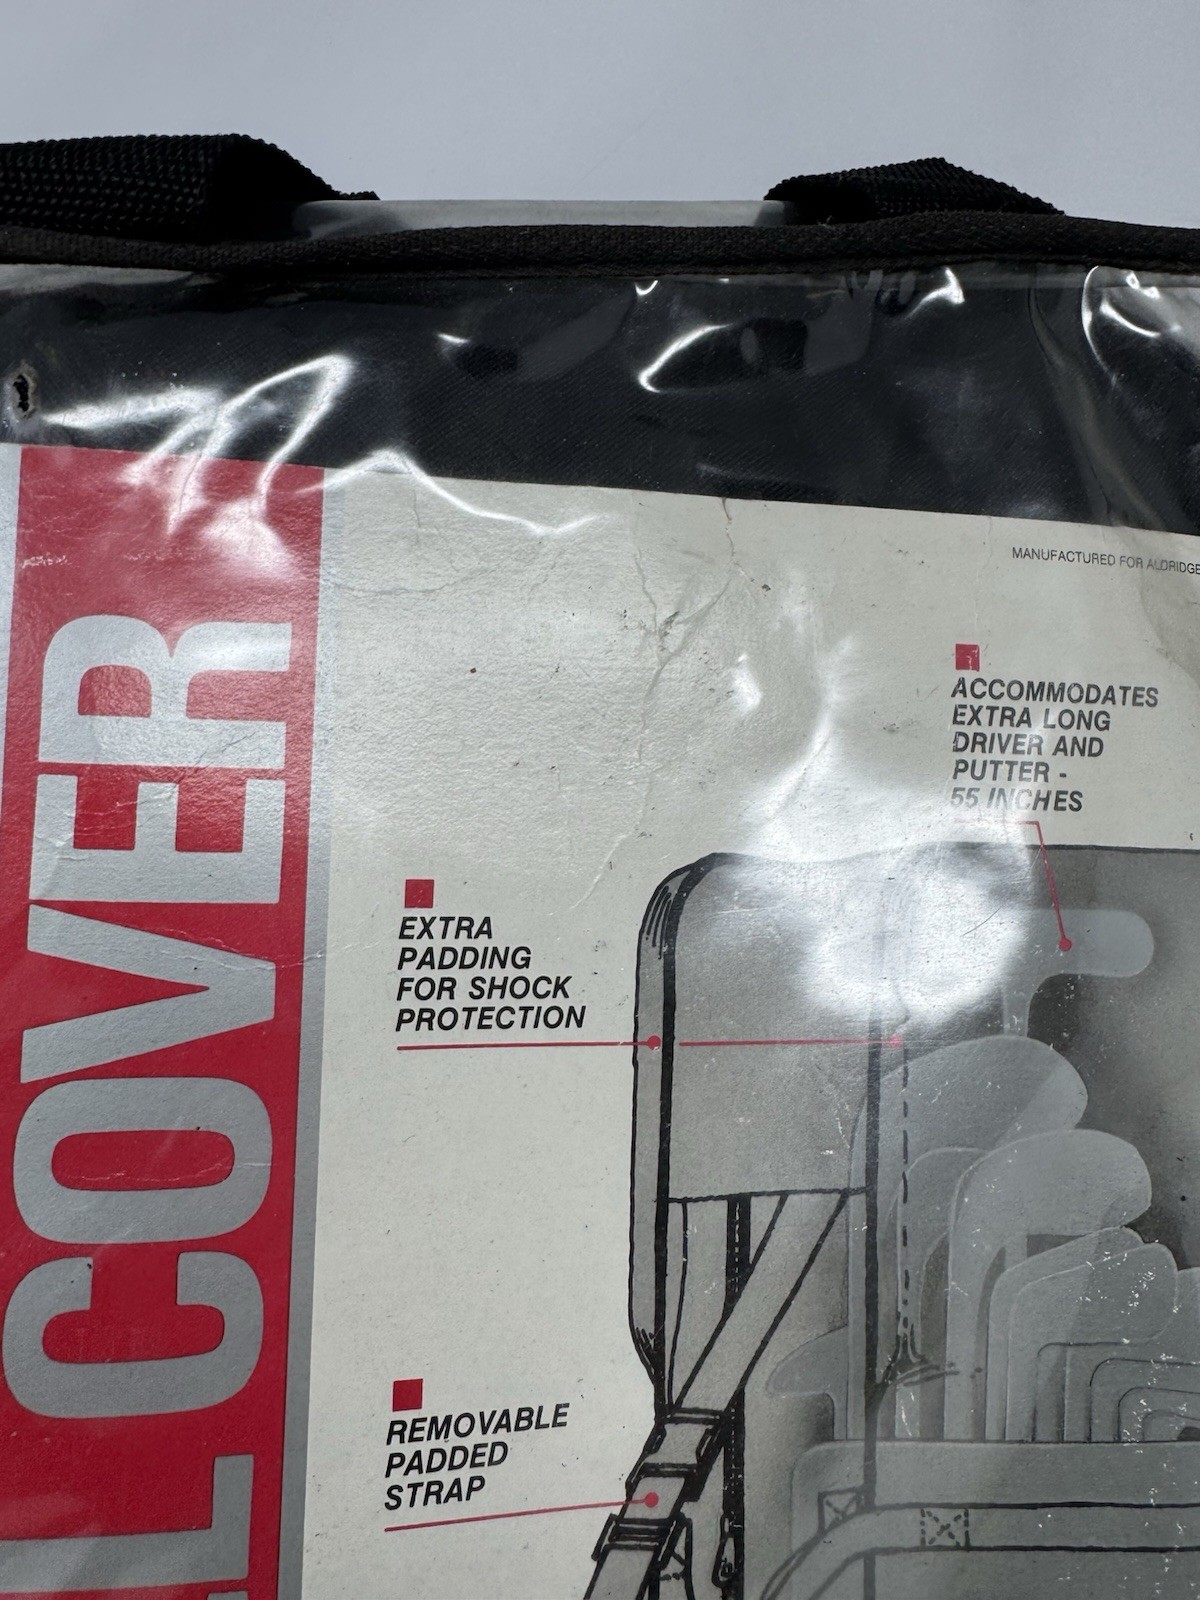 COVER
MANUFACTURED FOR ALDRIDGE
ACCOMMODATES
EXTRA LONG
DRIVER AND
PUTTER -
55 INCHES
EXTRA
PADDING
FOR SHOCK
PROTECTION
REMOVABLE
PADDED
STRAP